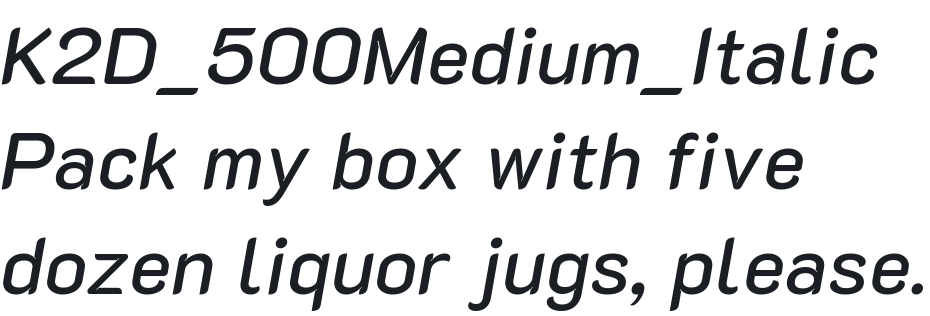 K2D_500Medium_Italic
Pack my box with five
dozen liquor jugs, please.